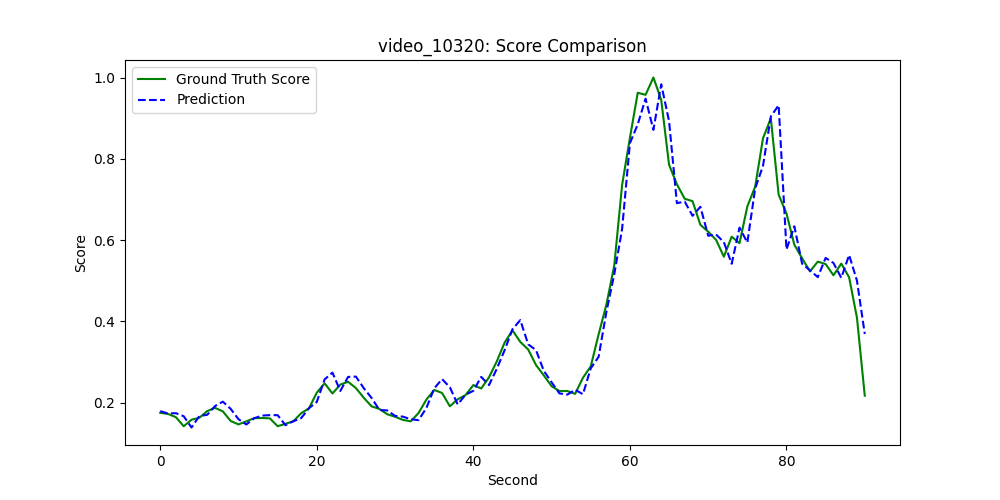 video_10320: Score Comparison
Ground Truth Score
Prediction
1.0
0.8
0.6
0.4
0.2
Score
0 20 40 60 80
Second